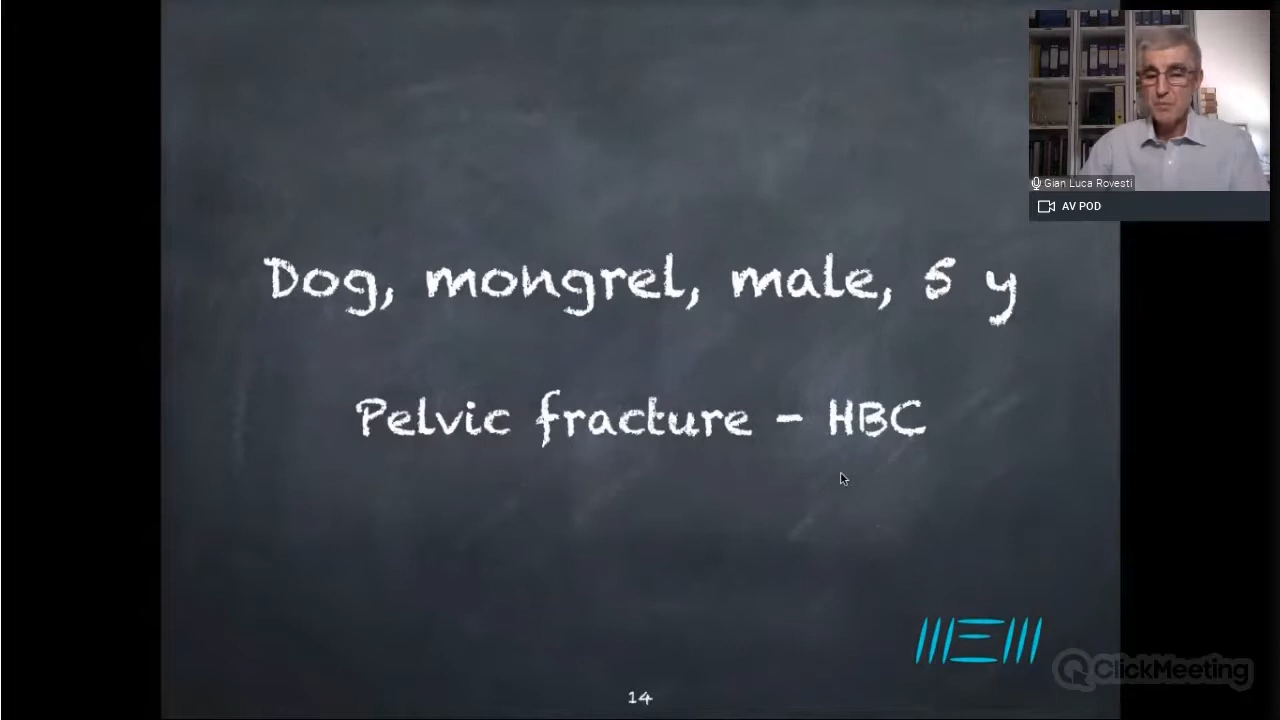 Dog, mongrel, male, 5 y
Pelvic fracture - HBC
14
Gian Luca Rovesti
AV POD
ClickMeeting